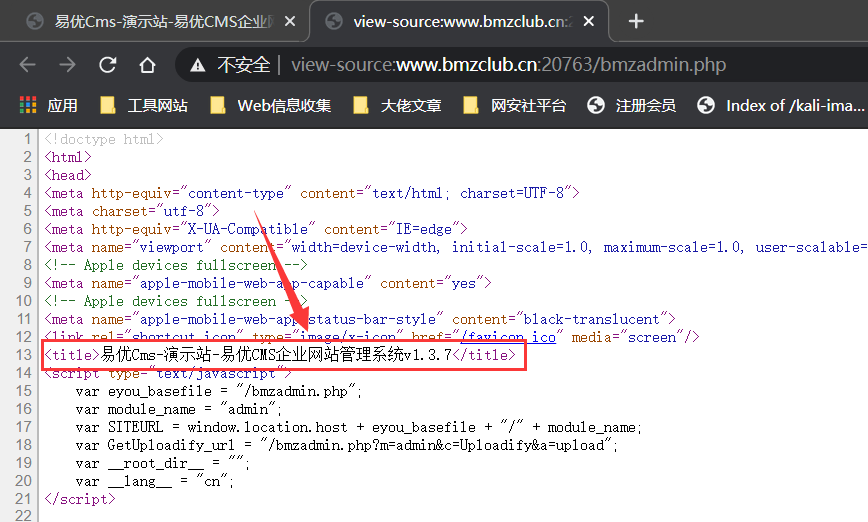 易优Cms-演示站-易优CMS企业网
view-source:www.bmzclub.cn:2
不安全 | view-source:www.bmzclub.cn:20763/bmzadmin.php
应用 工具网站 Web信息收集 大佬文章 网安社平台 注册会员 Index of /kali-ima...
1 <!doctype html>
2 <html>
3 <head>
4 <meta http-equiv="content-type" content="text/html; charset=UTF-8">
5 <meta charset="utf-8">
6 <meta http-equiv="X-UA-Compatible" content="IE=edge">
7 <meta name="viewport" content="width=device-width, initial-scale=1.0, maximum-scale=1.0, user-scalable=
8 <!-- Apple devices fullscreen -->
9 <meta name="apple-mobile-web-app-capable" content="yes">
10 <!-- Apple devices fullscreen -->
11 <meta name="apple-mobile-web-app-status-bar-style" content="black-translucent">
12 <link rel="shortcut icon" type="image/x-icon" href="/favicon.ico" media="screen"/>
13 <title>易优Cms-演示站-易优CMS企业网站管理系统v1.3.7</title>
14 <script type="text/javascript">
15 var eyou_basefile = "/bmzadmin.php";
16 var module_name = "admin";
17 var SITEURL = window.location.host + eyou_basefile + "/" + module_name;
18 var GetUploadify_url = "/bmzadmin.php?m=admin&c=Uploadify&a=upload";
19 var __root_dir__ = "";
20 var __lang__ = "cn";
21 </script>
22